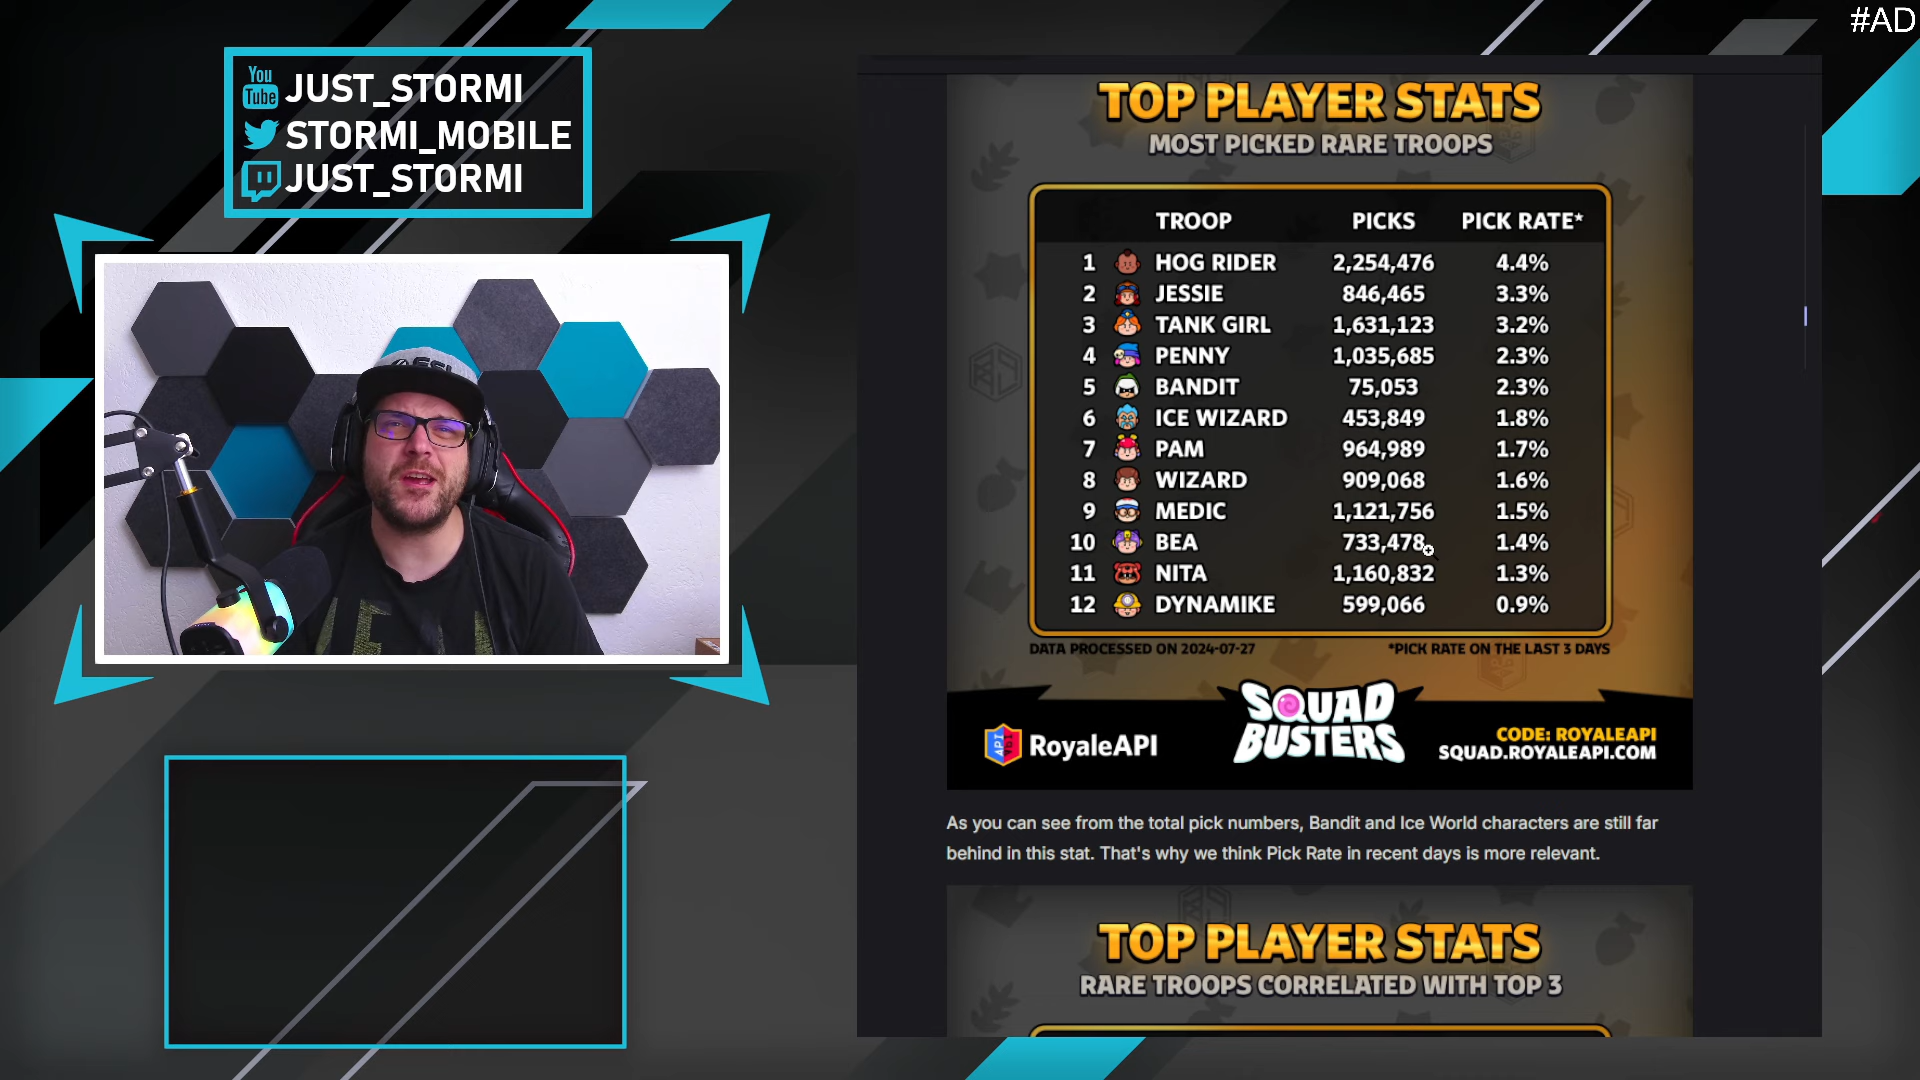 #AD
You
Tube
JUST_STORMI
STORMI_MOBILE
JUST_STORMI
TOP PLAYER STATS
MOST PICKED RARE TROOPS
TROOP PICKS PICK RATE*
1 HOG RIDER 2,254,476 4.4%
2 JESSIE 846,465 3.3%
3 TANK GIRL 1,631,123 3.2%
4 PENNY 1,035,685 2.3%
5 BANDIT 75,053 2.3%
6 ICE WIZARD 453,849 1.8%
7 PAM 964,989 1.7%
8 WIZARD 909,068 1.6%
9 MEDIC 1,121,756 1.5%
10 BEA 733,478 1.4%
11 NITA 1,160,832 1.3%
12 DYNAMIKE 599,066 0.9%
DATA PROCESSED ON 2024-07-27 *PICK RATE ON THE LAST 3 DAYS
API
RoyaleAPI
SQUAD
BUSTERS
CODE: ROYALEAPI
SQUAD.ROYALEAPI.COM
As you can see from the total pick numbers, Bandit and Ice World characters are still far
behind in this stat. That's why we think Pick Rate in recent days is more relevant.
TOP PLAYER STATS
RARE TROOPS CORRELATED WITH TOP 3